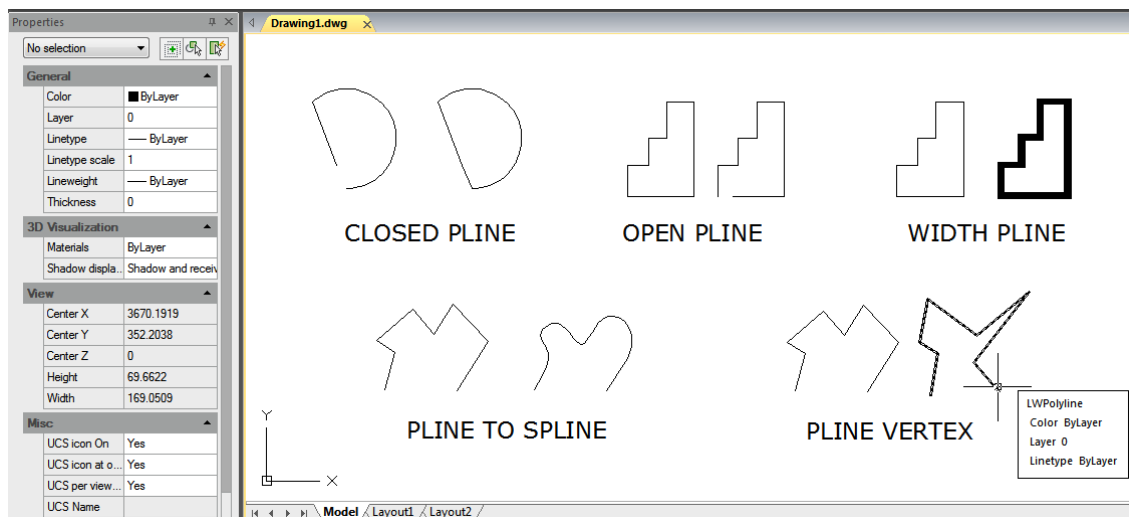 Properties
No selection
General
Color ByLayer
Layer 0
Linetype ByLayer
Linetype scale 1
Lineweight ByLayer
Thickness 0
3D Visualization
Materials ByLayer
Shadow displa... Shadow and receiv
View
Center X 3670.1919
Center Y 352.2038
Center Z 0
Height 69.6622
Width 169.0509
Misc
UCS icon On Yes
UCS icon at o... Yes
UCS per view... Yes
UCS Name
Drawing1.dwg
CLOSED PLINE
OPEN PLINE
WIDTH PLINE
PLINE TO SPLINE
PLINE VERTEX
LWPolyline
Color ByLayer
Layer 0
Linetype ByLayer
Y
X
Model Layout1 Layout2